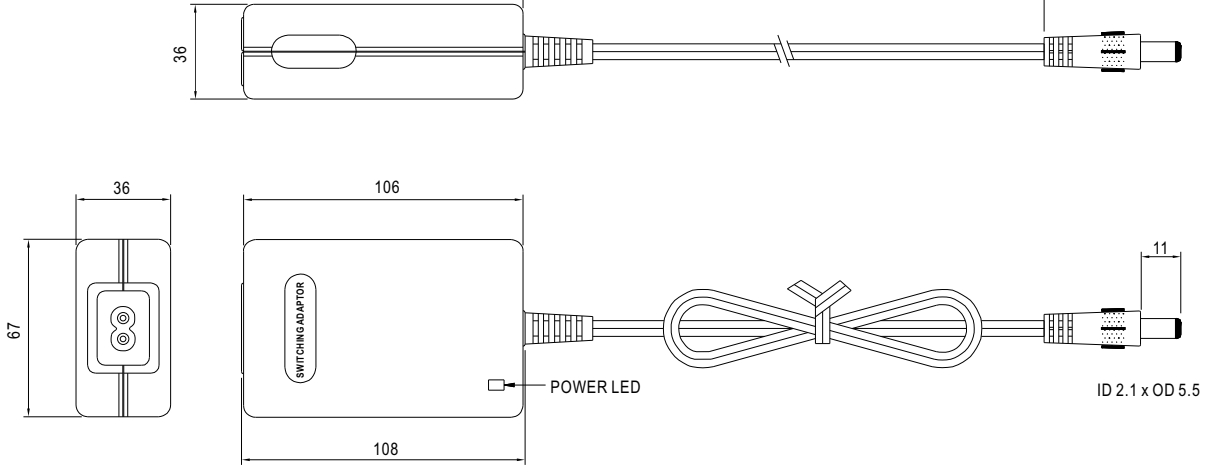 36
36
106
11
67
SWITCHING ADAPTOR
POWER LED
ID 2.1 x OD 5.5
108